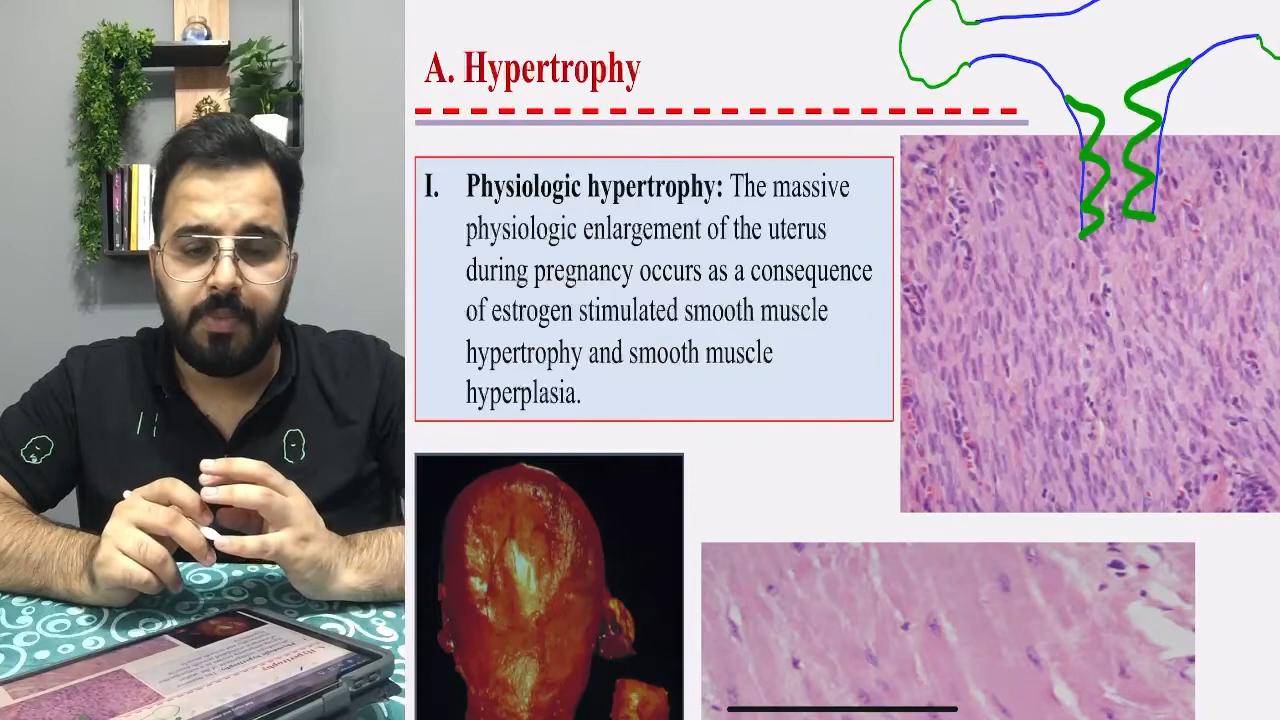 A. Hypertrophy
I. Physiologic hypertrophy: The massive
physiologic enlargement of the uterus
during pregnancy occurs as a consequence
of estrogen stimulated smooth muscle
hypertrophy and smooth muscle
hyperplasia.